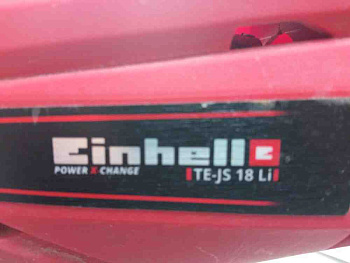 Einhell
POWER X-CHANGE
TE-JS 18 Li